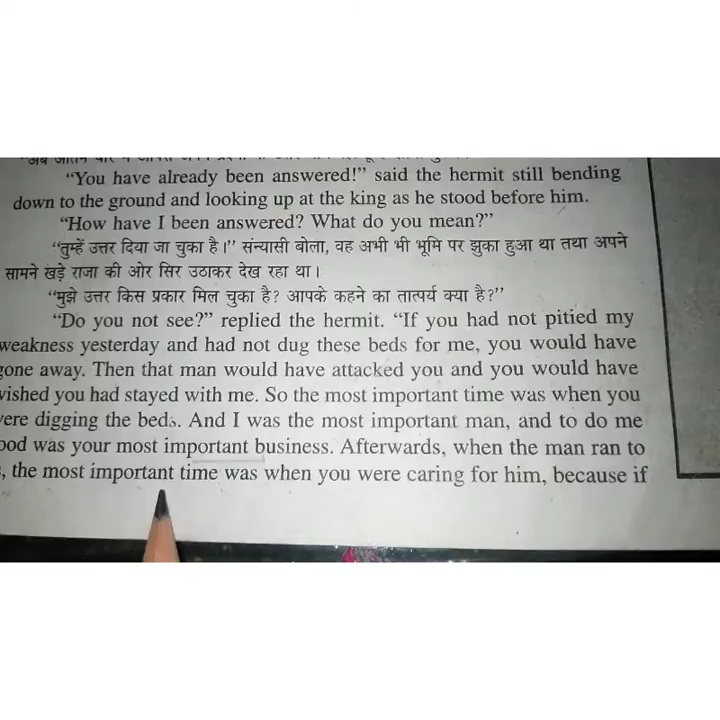 "You have already been answered!" said the hermit still bending
down to the ground and looking up at the king as he stood before him.
"How have I been answered? What do you mean?"
"तुम्हें उत्तर दिया जा चुका है।" संन्यासी बोला, वह अभी भी भूमि पर झुका हुआ था तथा अपने
सामने खड़े राजा की ओर सिर उठाकर देख रहा था।
"मुझे उत्तर किस प्रकार मिल चुका है? आपके कहने का तात्पर्य क्या है?"
"Do you not see?" replied the hermit. "If you had not pitied my
weakness yesterday and had not dug these beds for me, you would have
gone away. Then that man would have attacked you and you would have
wished you had stayed with me. So the most important time was when you
were digging the beds. And I was the most important man, and to do me
ood was your most important business. Afterwards, when the man ran to
, the most important time was when you were caring for him, because if